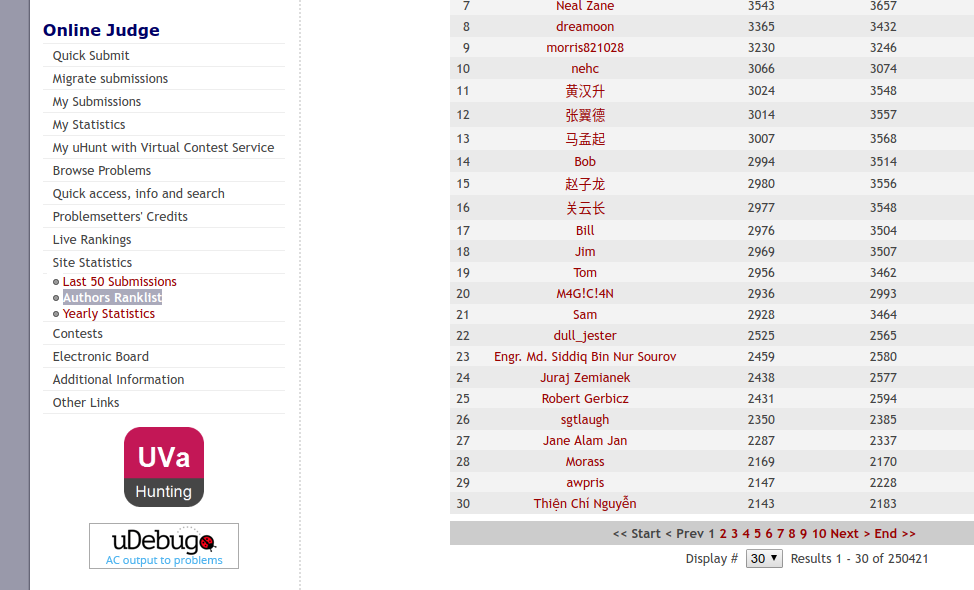 Online Judge
Quick Submit
Migrate submissions
My Submissions
My Statistics
My uHunt with Virtual Contest Service
Browse Problems
Quick access, info and search
Problemsetters' Credits
Live Rankings
Site Statistics
Last 50 Submissions
Authors Ranklist
Yearly Statistics
Contests
Electronic Board
Additional Information
Other Links
UVa
Hunting
uDebug
AC output to problems
7 Neal Zane 3543 3657
8 dreamoon 3365 3432
9 morris821028 3230 3246
10 nehc 3066 3074
11 黄汉升 3024 3548
12 张翼德 3014 3557
13 马孟起 3007 3568
14 Bob 2994 3514
15 赵子龙 2980 3556
16 关云长 2977 3548
17 Bill 2976 3504
18 Jim 2969 3507
19 Tom 2956 3462
20 M4G!C!4N 2936 2993
21 Sam 2928 3464
22 dull_jester 2525 2565
23 Engr. Md. Siddiq Bin Nur Sourov 2459 2580
24 Juraj Zemianek 2438 2577
25 Robert Gerbicz 2431 2594
26 sgtlaugh 2350 2385
27 Jane Alam Jan 2287 2337
28 Morass 2169 2170
29 awpris 2147 2228
30 Thiện Chí Nguyễn 2143 2183
<< Start < Prev 1 2 3 4 5 6 7 8 9 10 Next > End >>
Display # 30 Results 1 - 30 of 250421